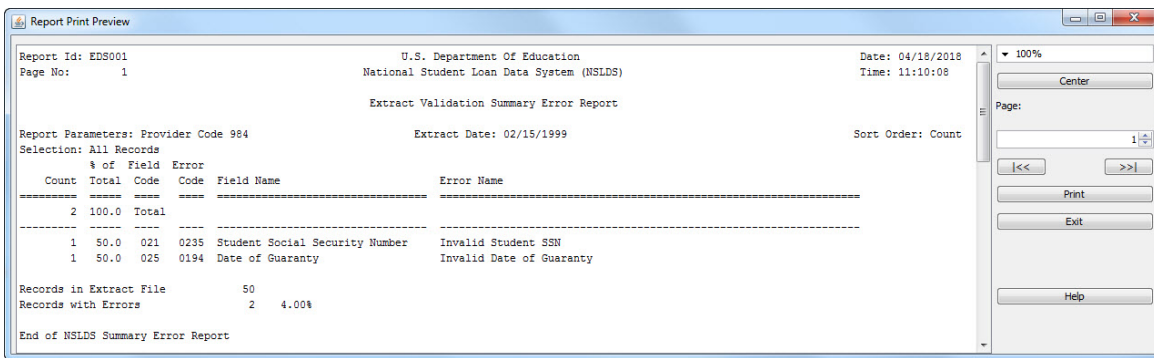 Report Print Preview
Report Id: EDS001 U.S. Department Of Education Date: 04/18/2018
Page No: 1 National Student Loan Data System (NSLDS) Time: 11:10:08
Extract Validation Summary Error Report
Report Parameters: Provider Code 984 Extract Date: 02/15/1999 Sort Order: Count
Selection: All Records
% of Field Error
Count Total Code Code Field Name Error Name
2 100.0 Total
1 50.0 021 0235 Student Social Security Number Invalid Student SSN
1 50.0 025 0194 Date of Guaranty Invalid Date of Guaranty
Records in Extract File 50
Records with Errors 2 4.00%
End of NSLDS Summary Error Report
100%
Center
Page:
1
|<< >>|
Print
Exit
Help